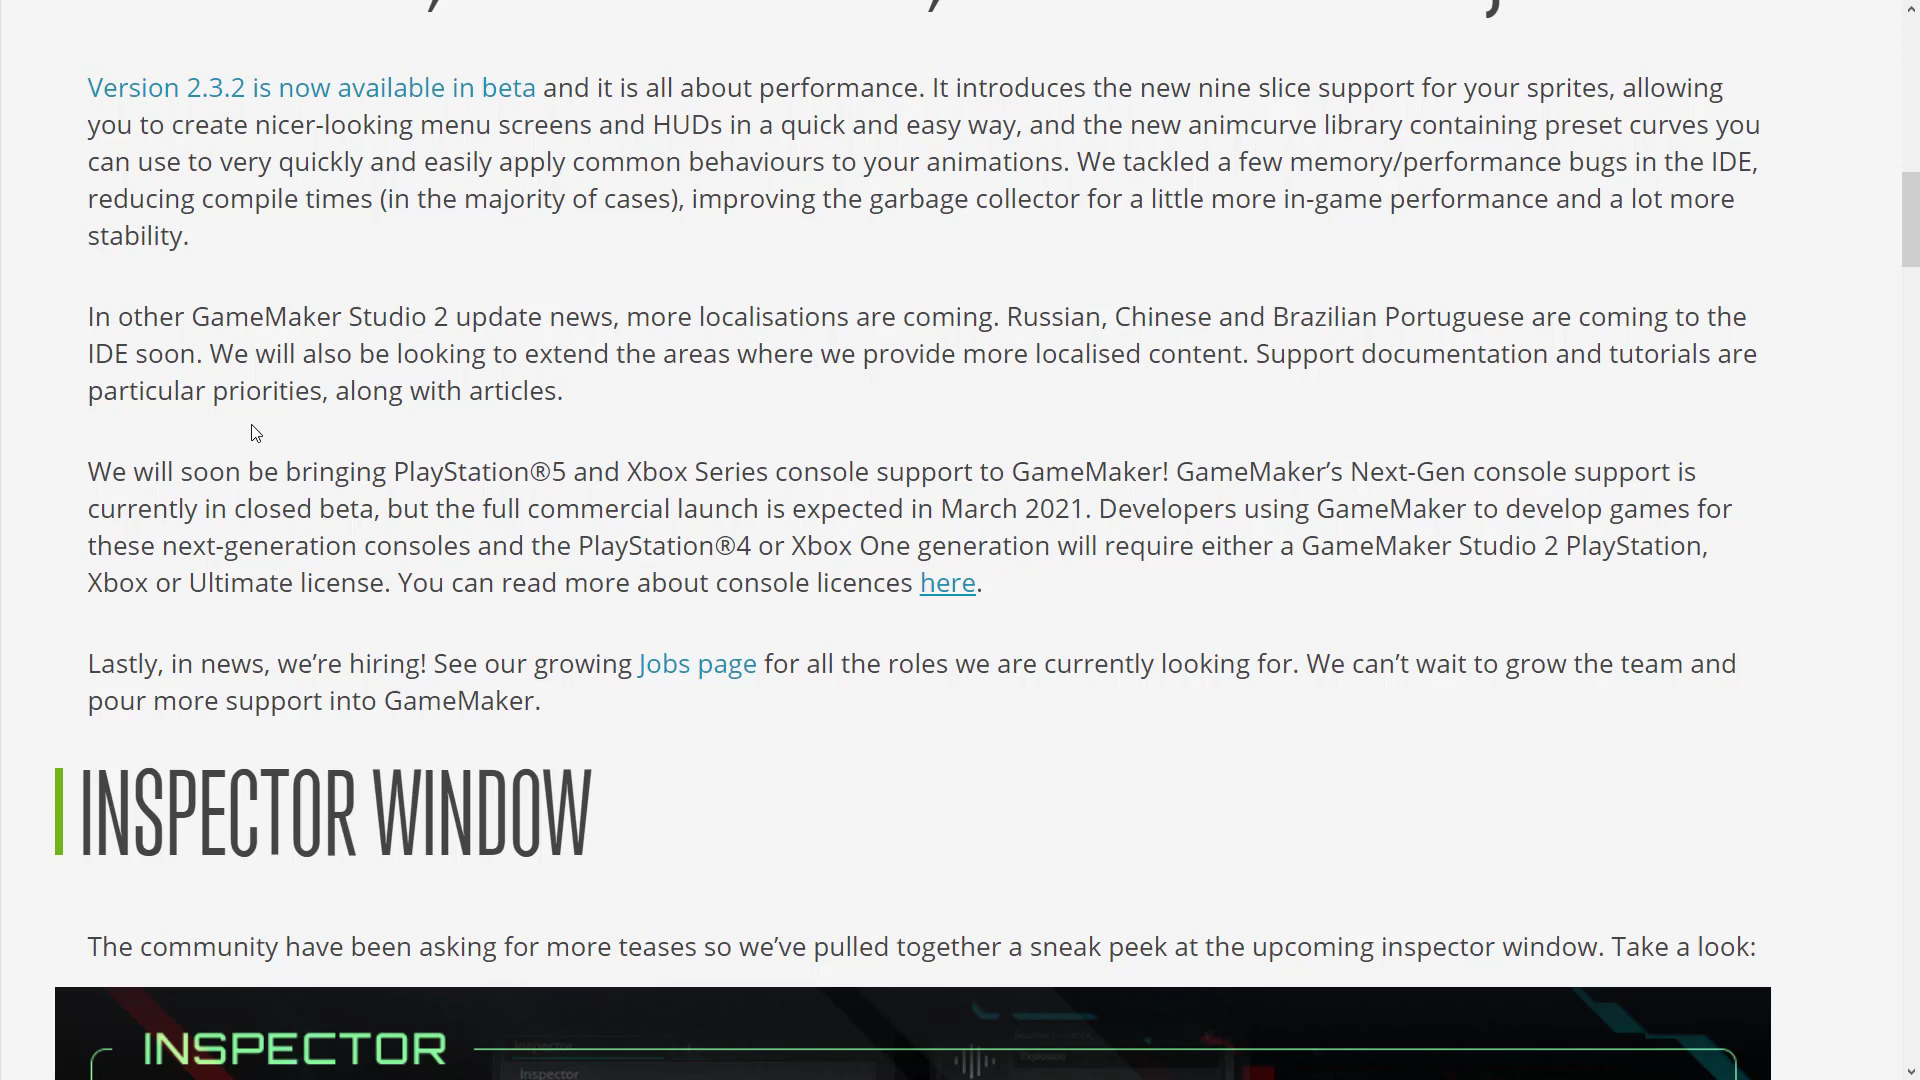 Version 2.3.2 is now available in beta and it is all about performance. It introduces the new nine slice support for your sprites, allowing
you to create nicer-looking menu screens and HUDs in a quick and easy way, and the new animcurve library containing preset curves you
can use to very quickly and easily apply common behaviours to your animations. We tackled a few memory/performance bugs in the IDE,
reducing compile times (in the majority of cases), improving the garbage collector for a little more in-game performance and a lot more
stability.
In other GameMaker Studio 2 update news, more localisations are coming. Russian, Chinese and Brazilian Portuguese are coming to the
IDE soon. We will also be looking to extend the areas where we provide more localised content. Support documentation and tutorials are
particular priorities, along with articles.
We will soon be bringing PlayStation®5 and Xbox Series console support to GameMaker! GameMaker’s Next-Gen console support is
currently in closed beta, but the full commercial launch is expected in March 2021. Developers using GameMaker to develop games for
these next-generation consoles and the PlayStation®4 or Xbox One generation will require either a GameMaker Studio 2 PlayStation,
Xbox or Ultimate license. You can read more about console licences here.
Lastly, in news, we’re hiring! See our growing Jobs page for all the roles we are currently looking for. We can’t wait to grow the team and
pour more support into GameMaker.
INSPECTOR WINDOW
The community have been asking for more teases so we’ve pulled together a sneak peek at the upcoming inspector window. Take a look:
INSPECTOR
Inspector
Explosion
Inspector